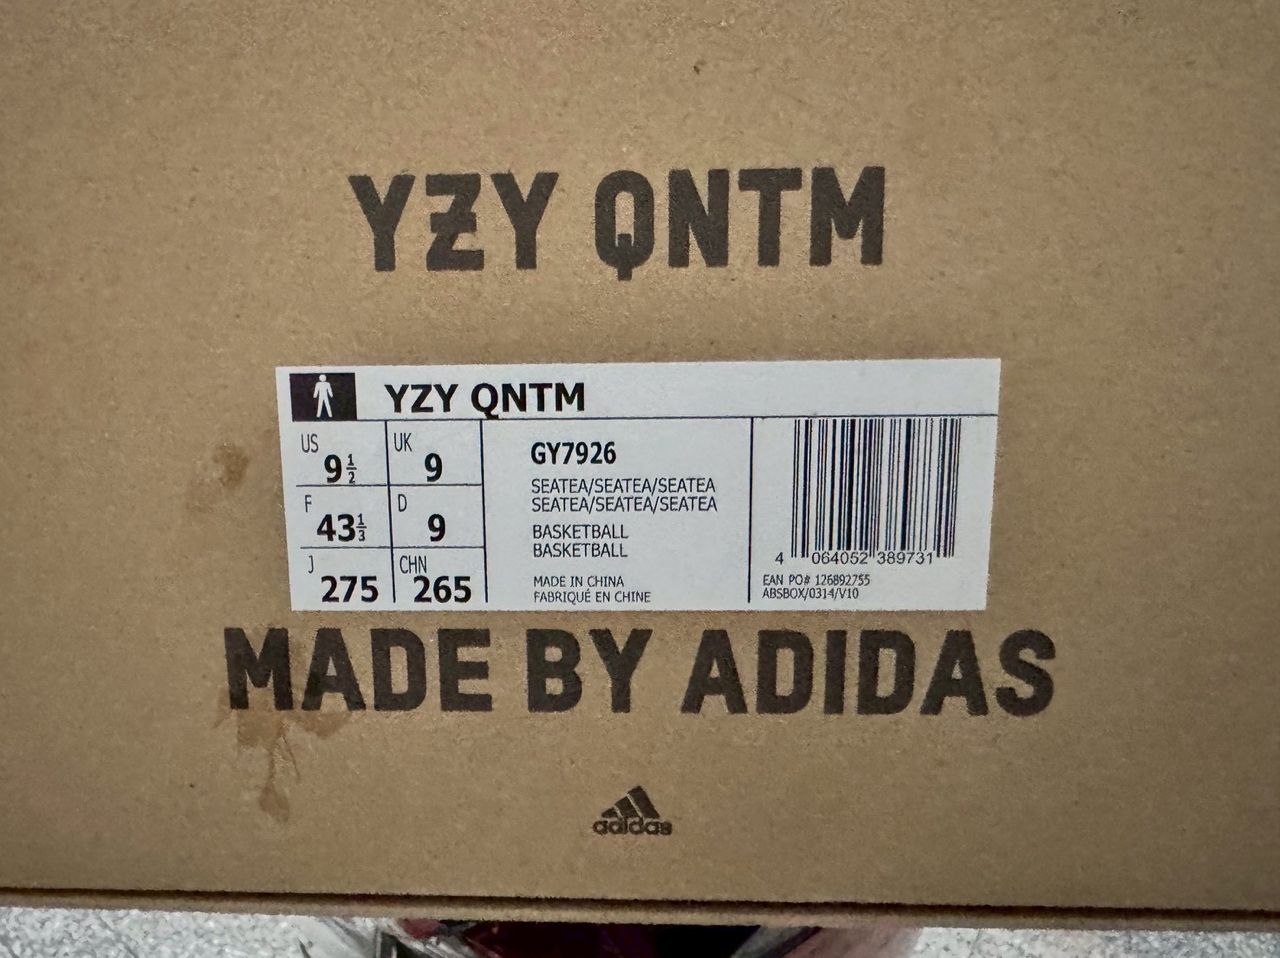 YZY QNTM
YZY QNTM
US 9½ UK 9
F 43⅓ D 9
J 275 CHN 265
GY7926
SEATEA/SEATEA/SEATEA
SEATEA/SEATEA/SEATEA
BASKETBALL
BASKETBALL
MADE IN CHINA
FABRIQUÉ EN CHINE
4 064052 389731
EAN PO# 126892755
ABSBOX/0314/V10
MADE BY ADIDAS
adidas